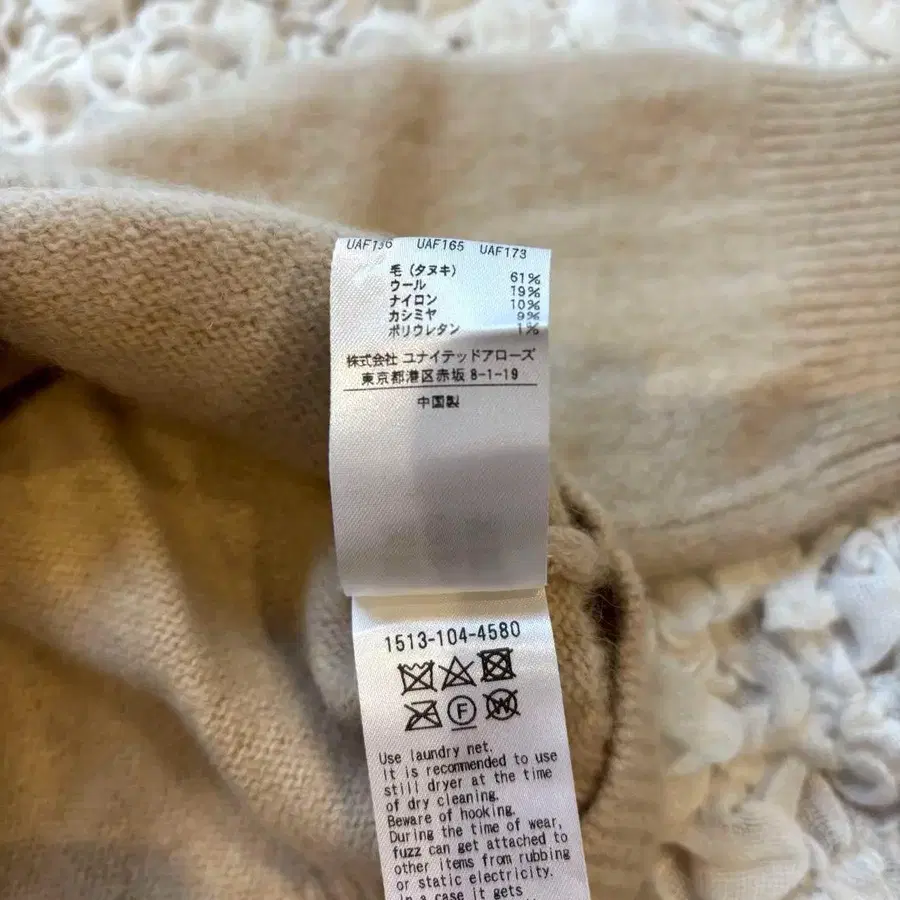 UAF136 UAF165 UAF173
毛(タヌキ) 61%
ウール 19%
ナイロン 10%
カシミヤ 9%
ポリウレタン 1%
株式会社 ユナイテッドアローズ
東京都港区赤坂 8-1-19
中国製
1513-104-4580
F W
Use laundry net.
It is recommended to use
still dryer at the time
of dry cleaning.
Beware of hooking.
During the time of wear,
fuzz can get attached to
other items from rubbing
or static electricity.
In a case it gets